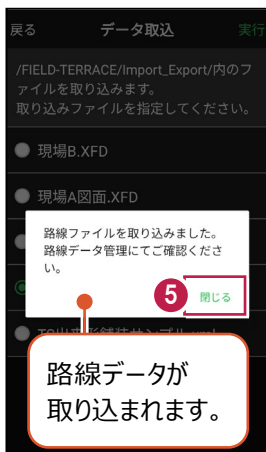 戻る データ取込 実行
/FIELD-TERRACE/Import_Export/内のフ
ァイルを取り込みます。
取り込みファイルを指定してください。
現場B.XFD
現場A図面.XFD
路線ファイルを取り込みました。
路線データ管理にてご確認くださ
い。
5 閉じる
路線データが
取り込まれます。